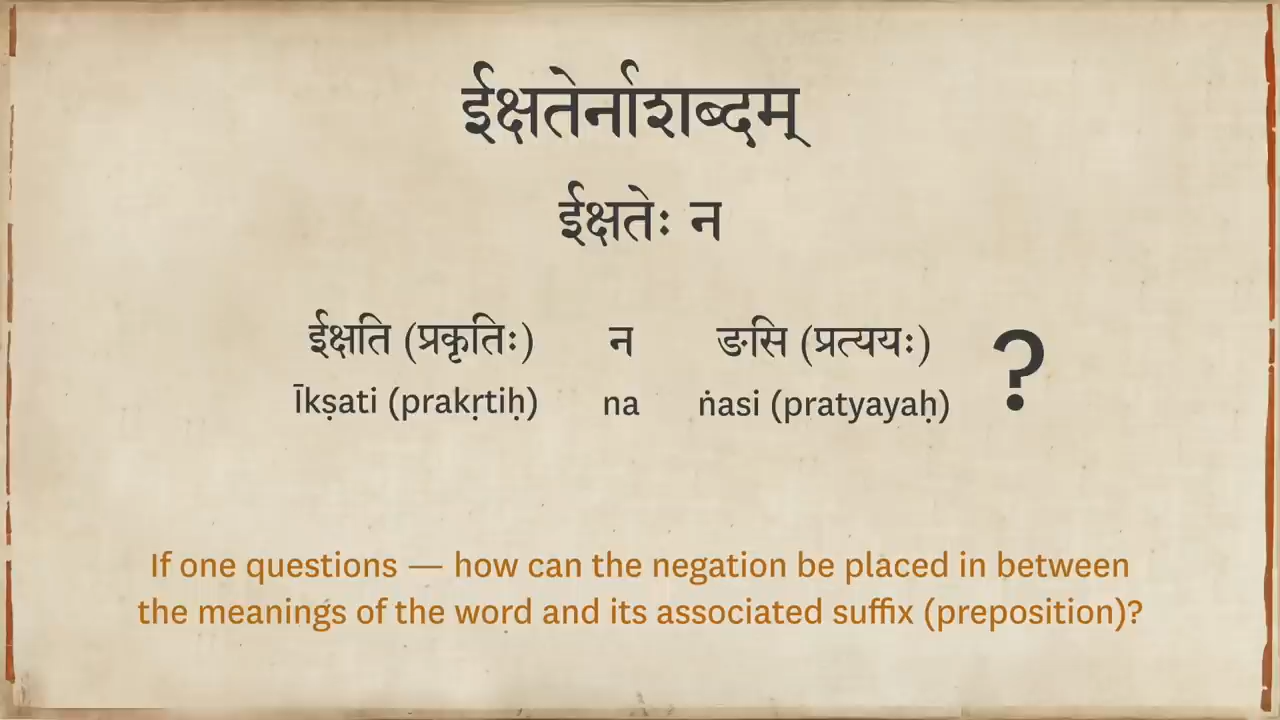 ईक्षतेर्नाशब्दम्
ईक्षतेः न
ईक्षति (प्रकृतिः) न ङसि (प्रत्ययः) ?
Īkṣati (prakṛtiḥ) na ṅasi (pratyayaḥ)
If one questions — how can the negation be placed in between
the meanings of the word and its associated suffix (preposition)?